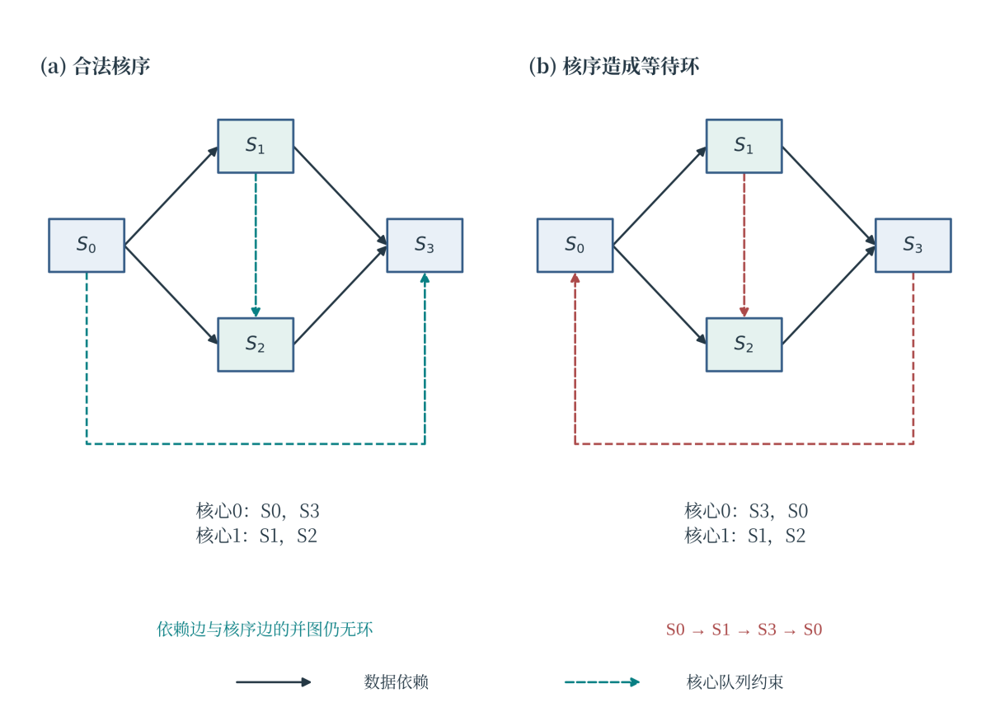 (a) 合法核序
(b) 核序造成等待环
S₁
S₀
S₃
S₂
S₁
S₀
S₃
S₂
核心0：S0，S3
核心1：S1，S2
核心0：S3，S0
核心1：S1，S2
依赖边与核序边的并图仍无环
S0 → S1 → S3 → S0
数据依赖
核心队列约束